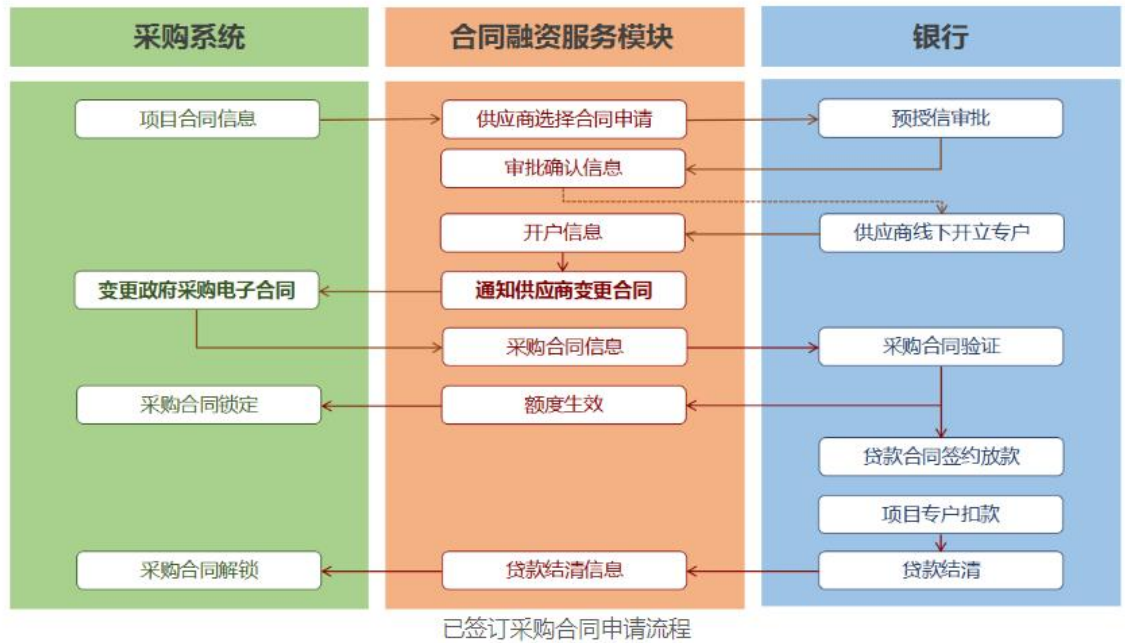 采购系统
合同融资服务模块
银行
项目合同信息
供应商选择合同申请
预授信审批
审批确认信息
开户信息
供应商线下开立专户
变更政府采购电子合同
通知供应商变更合同
采购合同信息
采购合同验证
采购合同锁定
额度生效
贷款合同签约放款
项目专户扣款
采购合同解锁
贷款结清信息
贷款结清
已签订采购合同申请流程